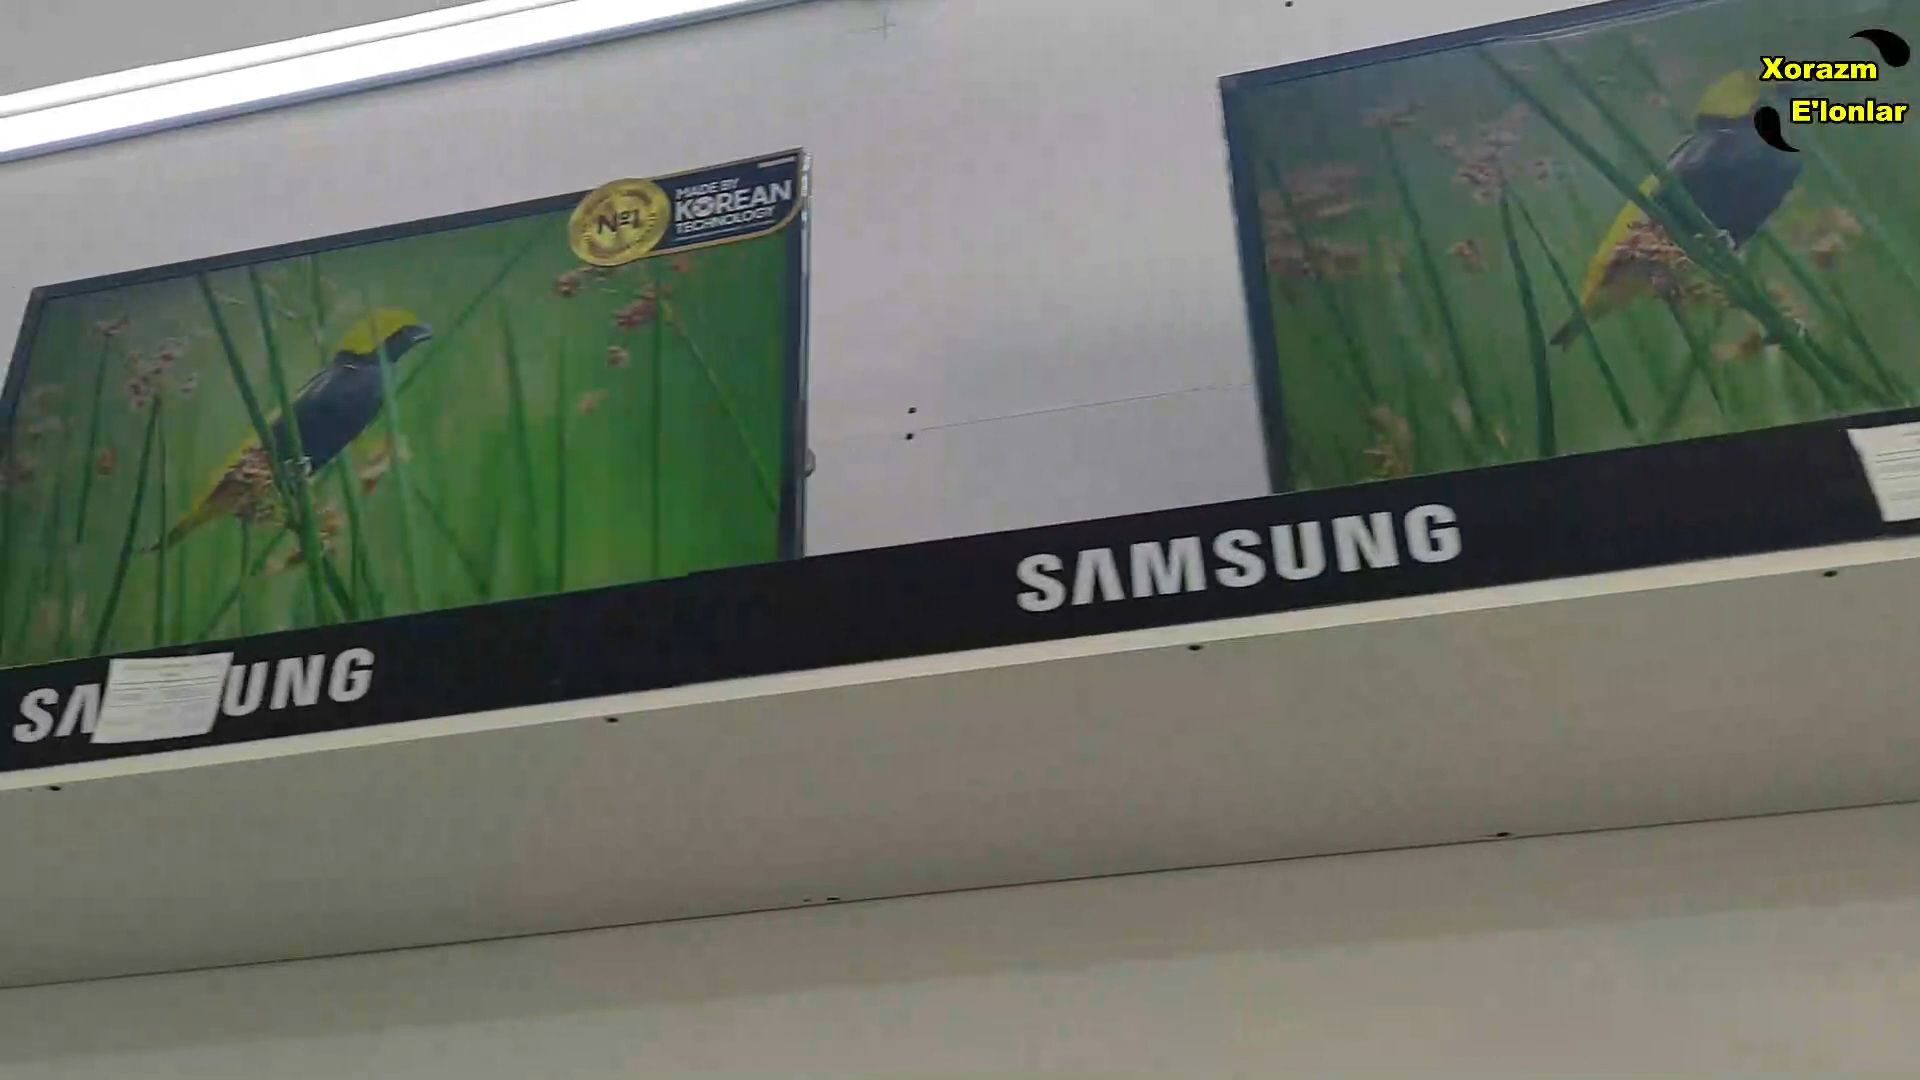 Xorazm
E'lonlar
No1
MADE BY
KOREAN
TECHNOLOGY
SAMSUNG
SA UNG